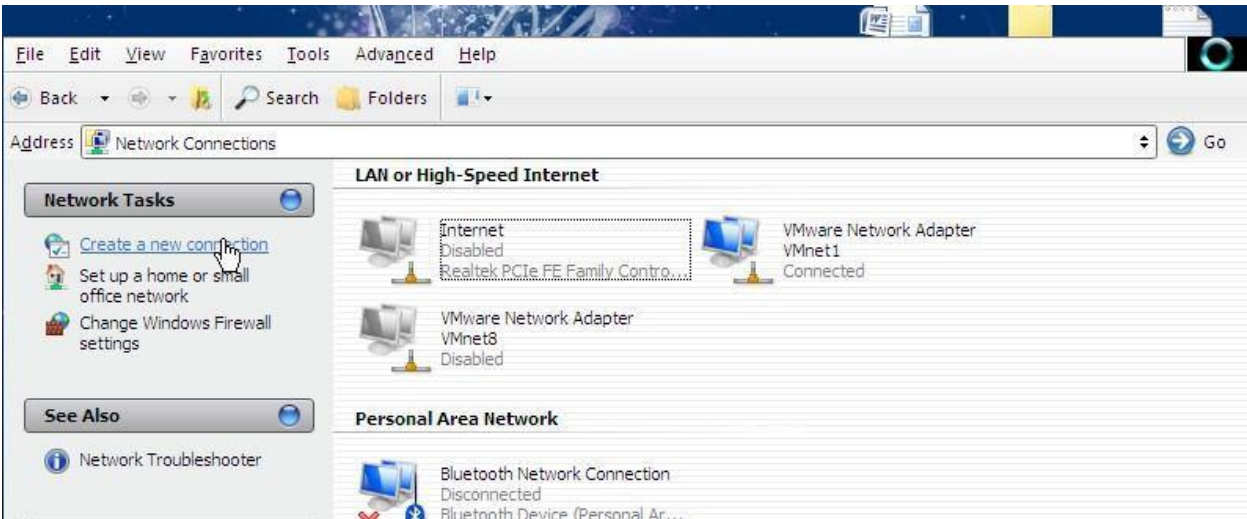 File Edit View Favorites Tools Advanced Help
Back Search Folders
Address Network Connections Go
Network Tasks
Create a new connection
Set up a home or small
office network
Change Windows Firewall
settings
See Also
Network Troubleshooter
LAN or High-Speed Internet
Internet
Disabled
Realtek PCIe FE Family Contro...
VMware Network Adapter
VMnet1
Connected
VMware Network Adapter
VMnet8
Disabled
Personal Area Network
Bluetooth Network Connection
Disconnected
Bluetooth Device (Personal Ar...